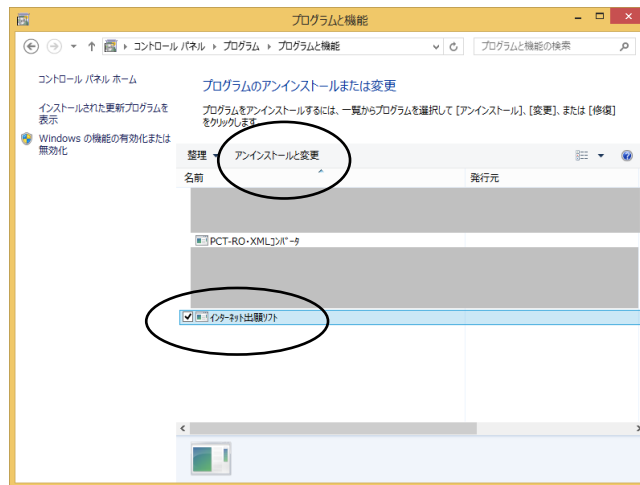 プログラムと機能
コントロール パネル ▸ プログラム ▸ プログラムと機能
プログラムと機能の検索
コントロール パネル ホーム
インストールされた更新プログラムを
表示
Windows の機能の有効化または
無効化
プログラムのアンインストールまたは変更
プログラムをアンインストールするには、一覧からプログラムを選択して [アンインストール]、[変更]、または [修復]
をクリックします。
整理 ▼ アンインストールと変更
名前 発行元
PCT-RO・XMLコンバータ
インターネット出願ソフト